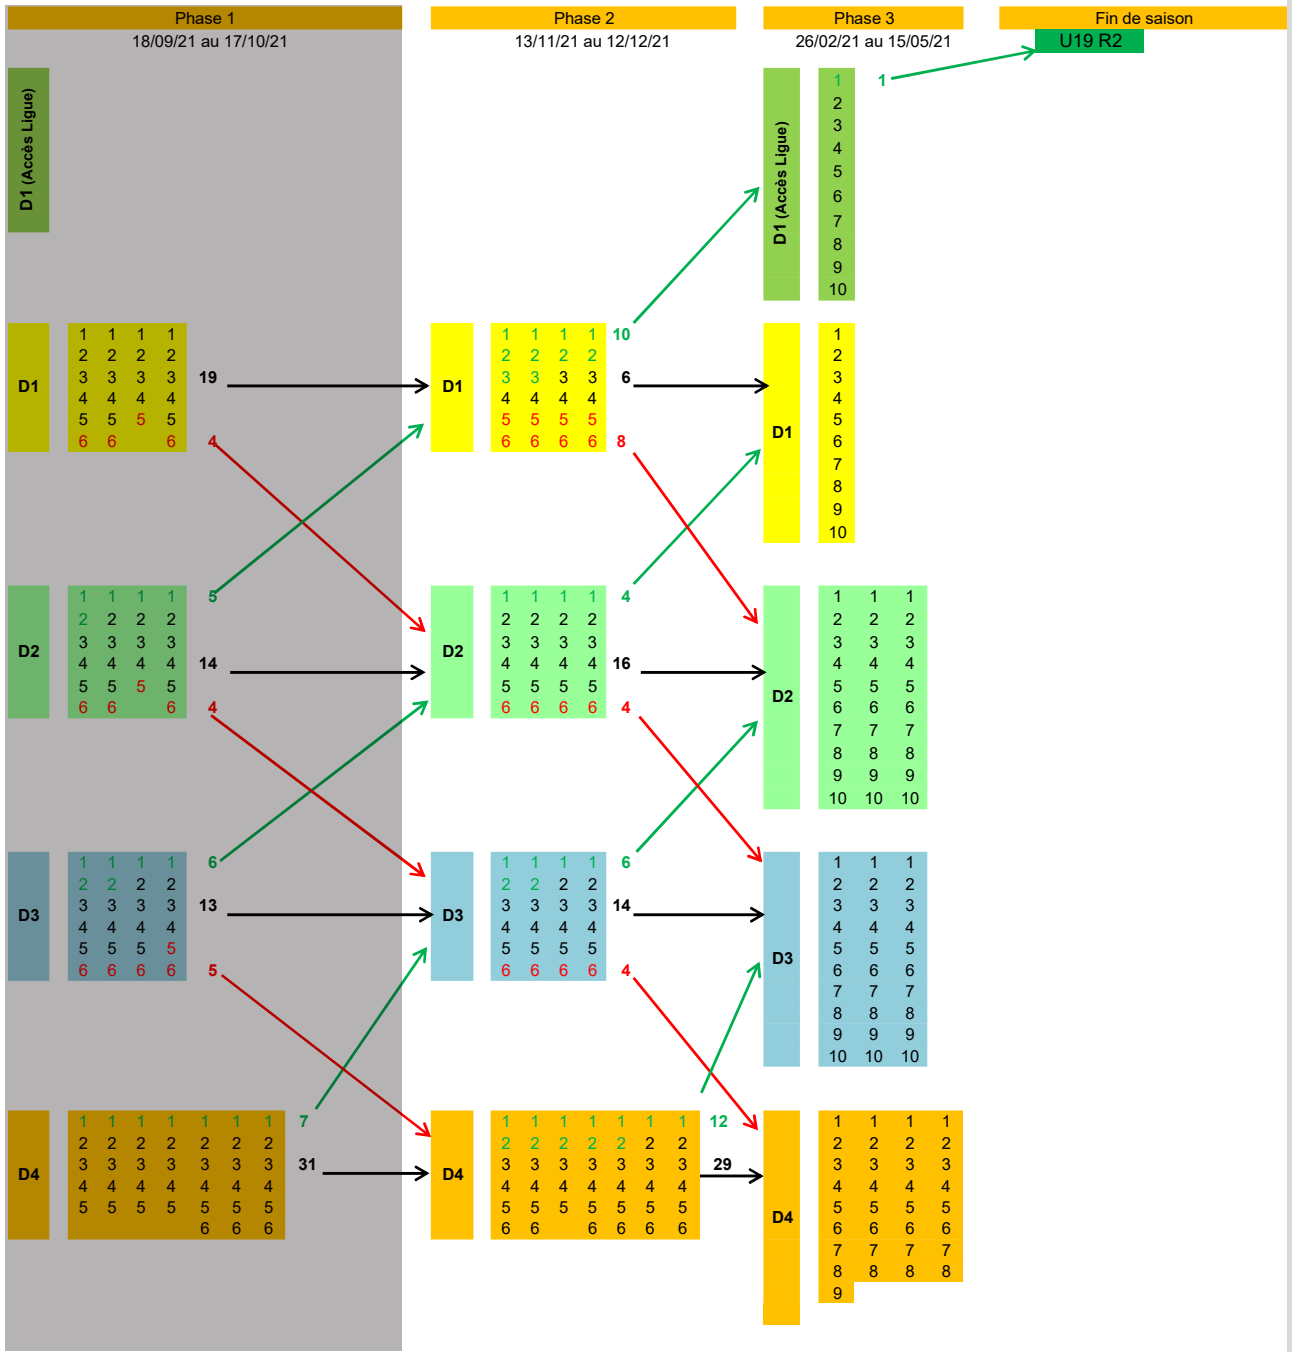 Phase 1 Phase 2 Phase 3 Fin de saison
18/09/21 au 17/10/21 13/11/21 au 12/12/21 26/02/21 au 15/05/21 U19 R2
D1 (Accès Ligue)
D1 (Accès Ligue)
1 1
2
3
4
5
6
7
8
9
10
D1
1 1 1 1
2 2 2 2
3 3 3 3 19
4 4 4 4
5 5 5 5
6 6 6 4
D1
1 1 1 1 10
2 2 2 2
3 3 3 3 6
4 4 4 4
5 5 5 5
6 6 6 6 8
D1
1
2
3
4
5
6
7
8
9
10
D2
1 1 1 1 5
2 2 2 2
3 3 3 3
4 4 4 4 14
5 5 5 5
6 6 6 4
D2
1 1 1 1 4
2 2 2 2
3 3 3 3
4 4 4 4 16
5 5 5 5
6 6 6 6 4
D2
1 1 1
2 2 2
3 3 3
4 4 4
5 5 5
6 6 6
7 7 7
8 8 8
9 9 9
10 10 10
D3
1 1 1 1 6
2 2 2 2
3 3 3 3 13
4 4 4 4
5 5 5 5
6 6 6 6 5
D3
1 1 1 1 6
2 2 2 2
3 3 3 3 14
4 4 4 4
5 5 5 5
6 6 6 6 4
D3
1 1 1
2 2 2
3 3 3
4 4 4
5 5 5
6 6 6
7 7 7
8 8 8
9 9 9
10 10 10
D4
1 1 1 1 1 1 1 7
2 2 2 2 2 2 2
3 3 3 3 3 3 3 31
4 4 4 4 4 4 4
5 5 5 5 5 5 5
6 6 6
D4
1 1 1 1 1 1 1 12
2 2 2 2 2 2 2
3 3 3 3 3 3 3 29
4 4 4 4 4 4 4
5 5 5 5 5 5 5
6 6 6 6 6 6
D4
1 1 1 1
2 2 2 2
3 3 3 3
4 4 4 4
5 5 5 5
6 6 6 6
7 7 7 7
8 8 8 8
9